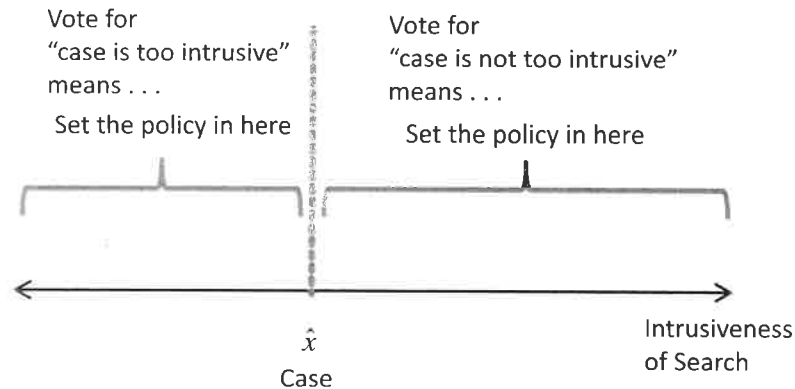 Vote for
“case is too intrusive”
means . . .
Set the policy in here
Vote for
“case is not too intrusive”
means . . .
Set the policy in here
x̂
Case
Intrusiveness
of Search